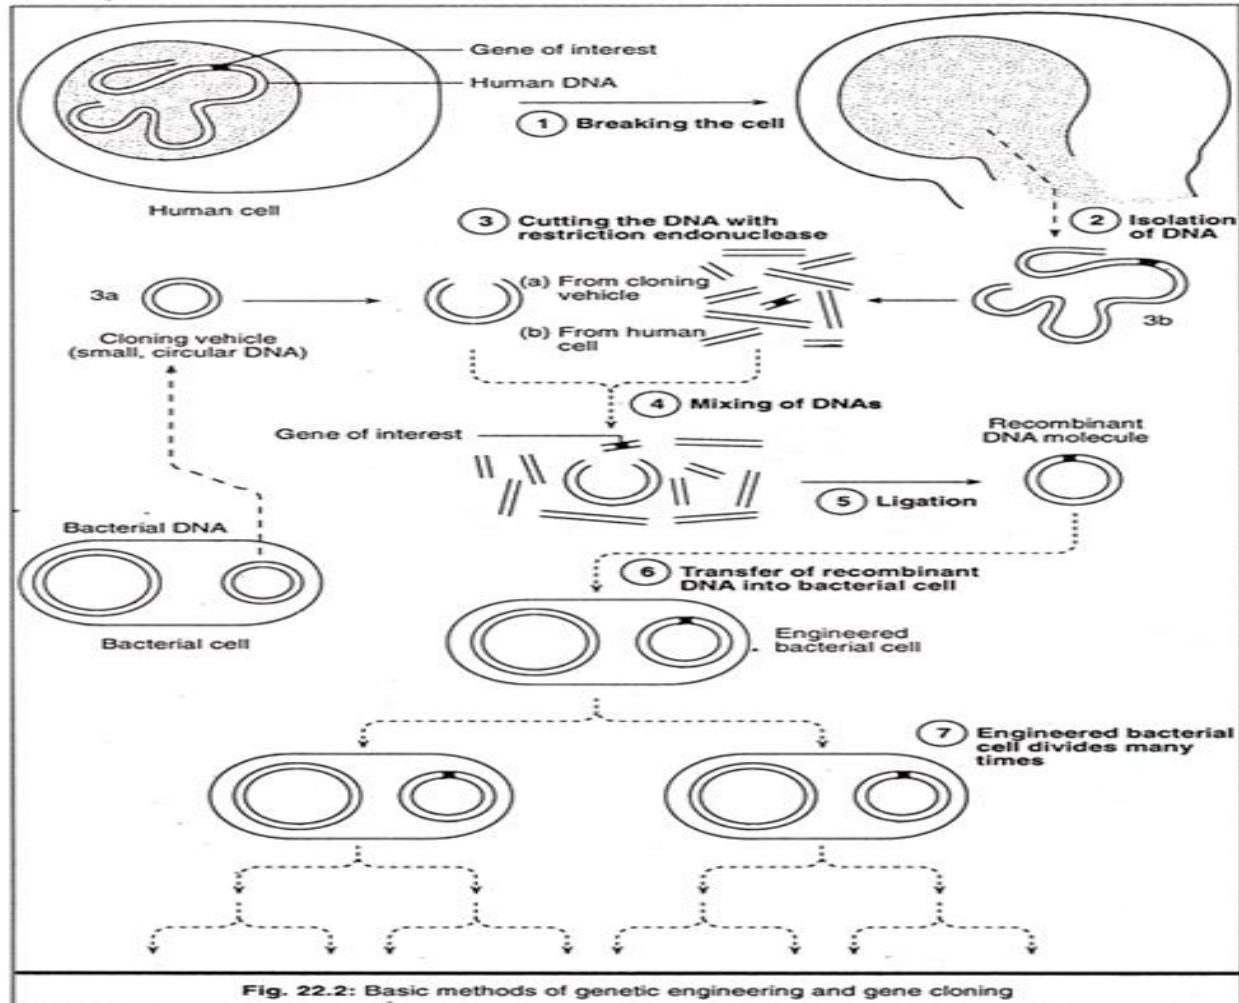 Gene of interest
Human DNA
1 Breaking the cell
Human cell
3 Cutting the DNA with
restriction endonuclease
2 Isolation
of DNA
(a) From cloning
vehicle
3a
(b) From human
cell
3b
Cloning vehicle
(small, circular DNA)
4 Mixing of DNAs
Gene of interest
Recombinant
DNA molecule
5 Ligation
Bacterial DNA
6 Transfer of recombinant
DNA into bacterial cell
Bacterial cell
Engineered
bacterial cell
7 Engineered bacterial
cell divides many
times
Fig. 22.2: Basic methods of genetic engineering and gene cloning